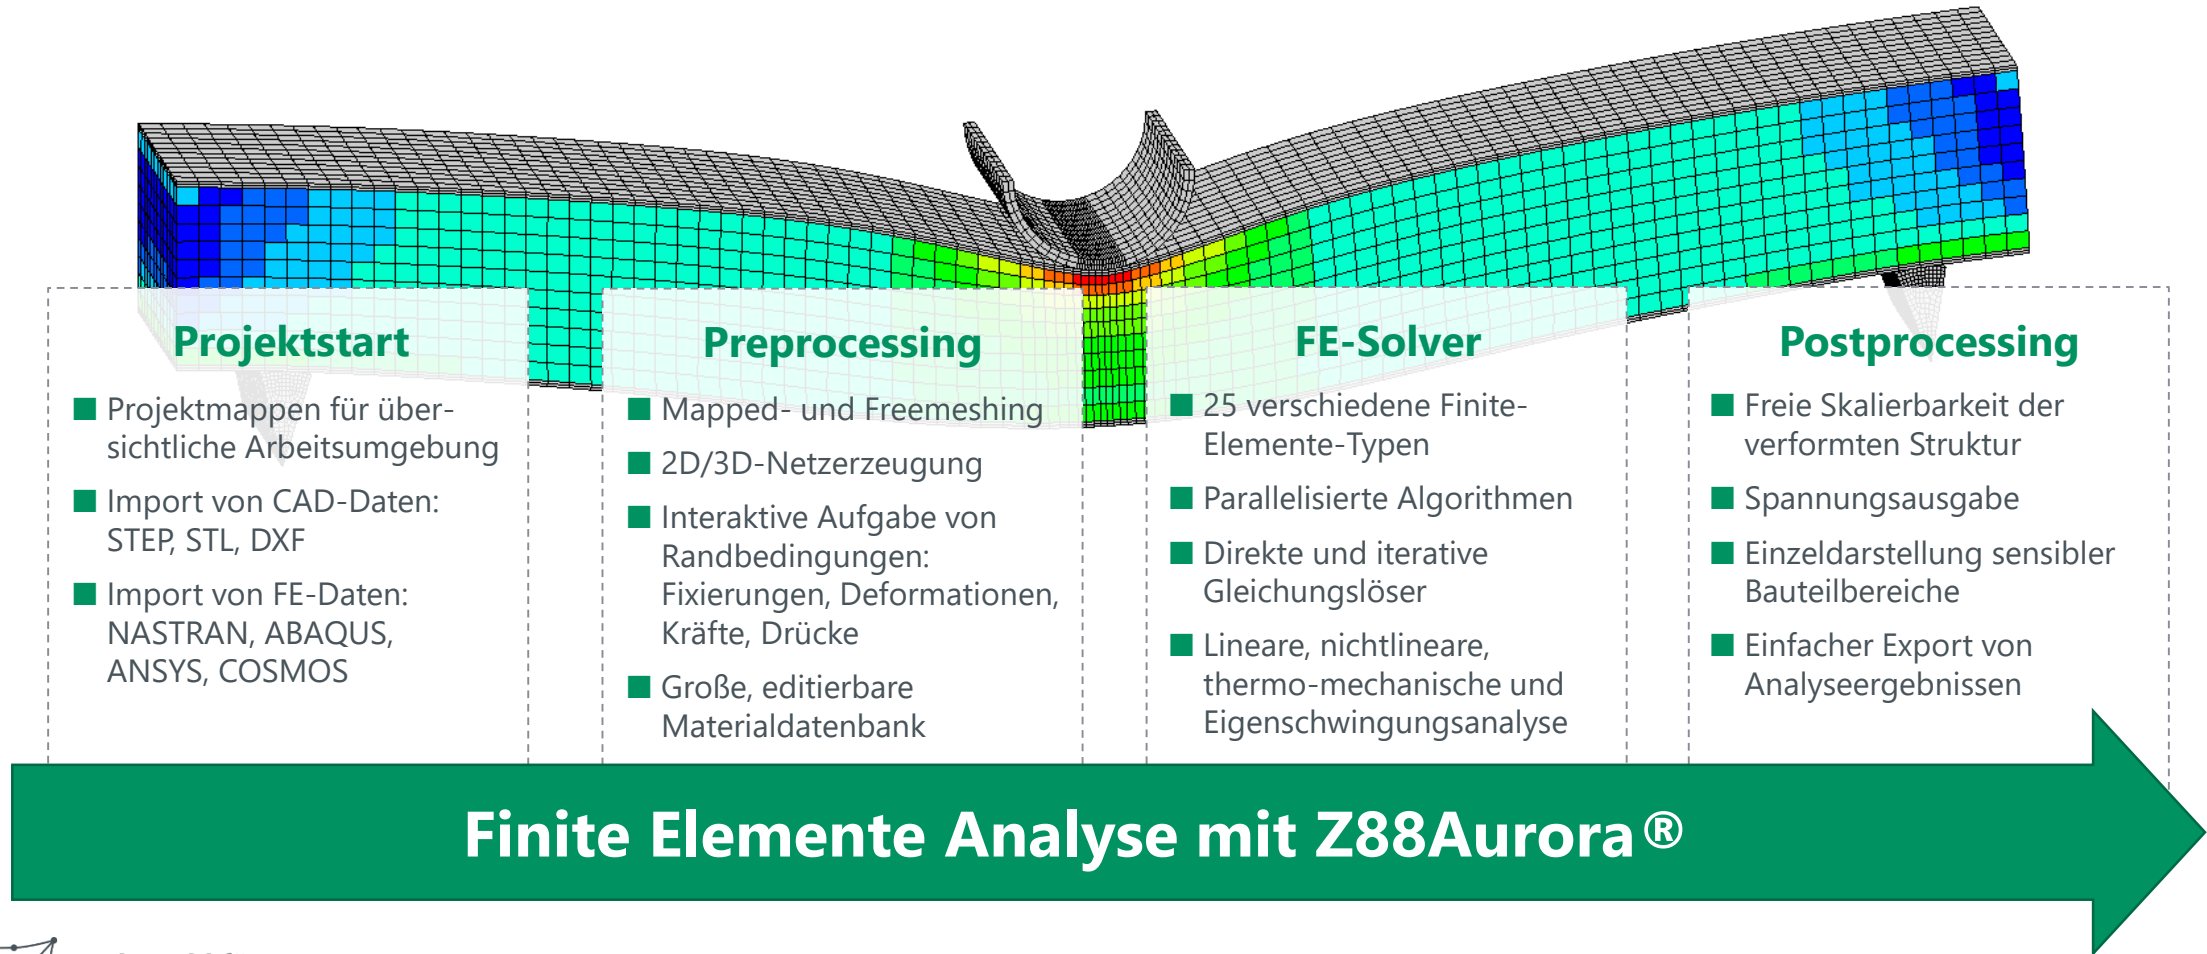 Projektstart
Projektmappen für über-
sichtliche Arbeitsumgebung
Import von CAD-Daten:
STEP, STL, DXF
Import von FE-Daten:
NASTRAN, ABAQUS,
ANSYS, COSMOS
Preprocessing
Mapped- und Freemeshing
2D/3D-Netzerzeugung
Interaktive Aufgabe von
Randbedingungen:
Fixierungen, Deformationen,
Kräfte, Drücke
Große, editierbare
Materialdatenbank
FE-Solver
25 verschiedene Finite-
Elemente-Typen
Parallelisierte Algorithmen
Direkte und iterative
Gleichungslöser
Lineare, nichtlineare,
thermo-mechanische und
Eigenschwingungsanalyse
Postprocessing
Freie Skalierbarkeit der
verformten Struktur
Spannungsausgabe
Einzeldarstellung sensibler
Bauteilbereiche
Einfacher Export von
Analyseergebnissen
Finite Elemente Analyse mit Z88Aurora®